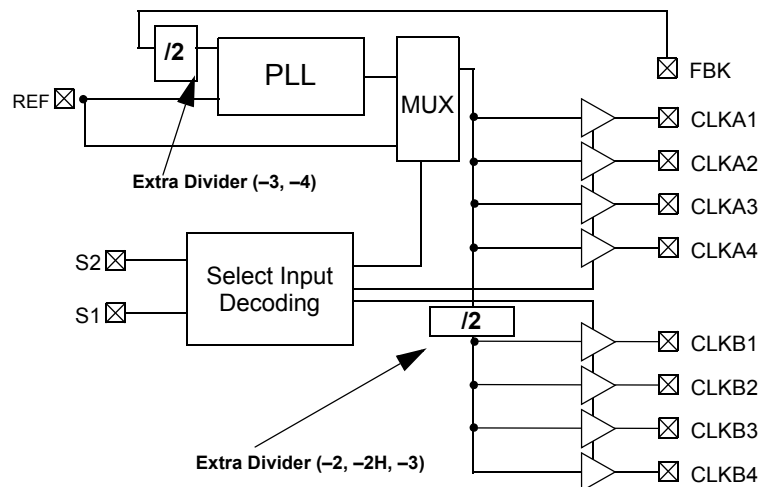 /2
PLL
FBK
REF
MUX
CLKA1
CLKA2
Extra Divider (–3, –4)
CLKA3
CLKA4
S2
Select Input
Decoding
S1
/2
CLKB1
CLKB2
CLKB3
Extra Divider (–2, –2H, –3)
CLKB4